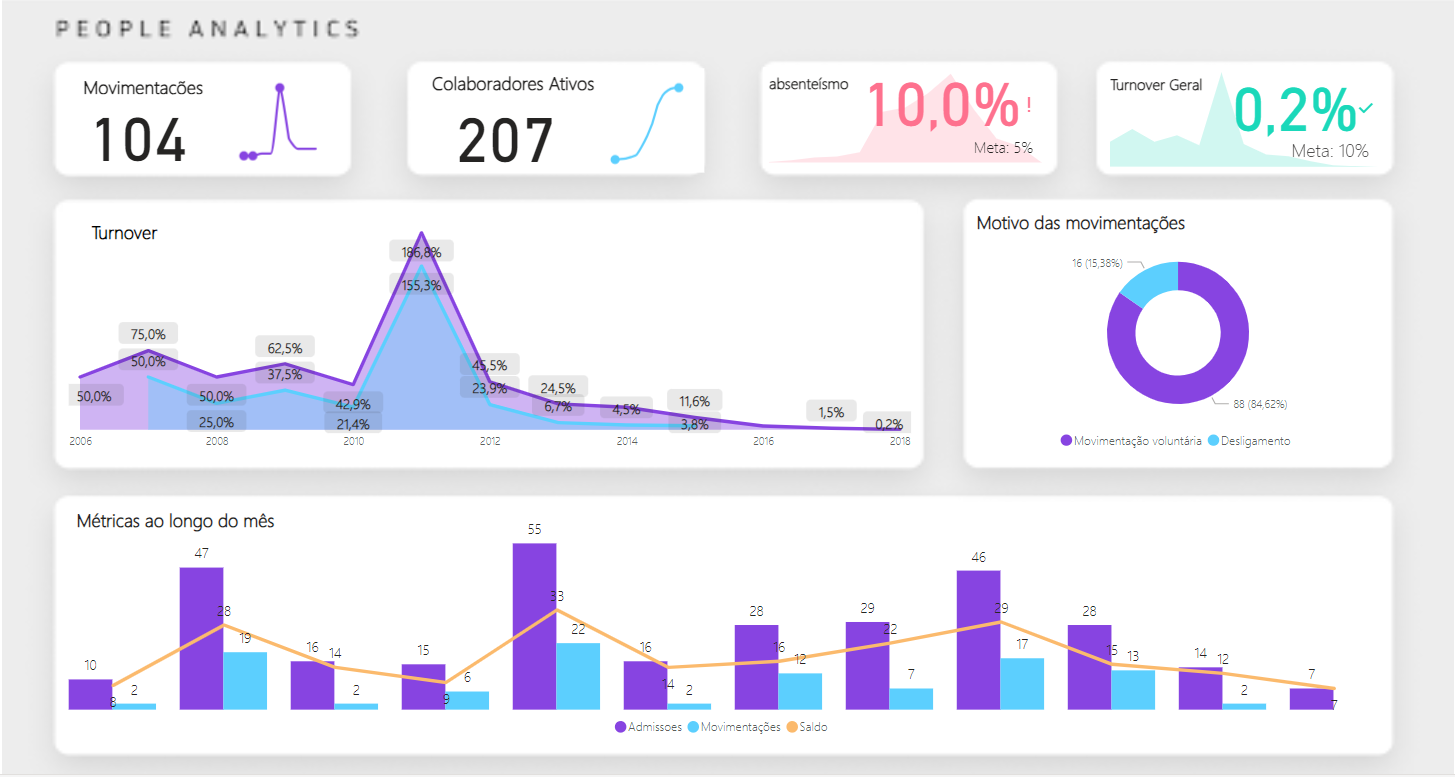 PEOPLE ANALYTICS
Movimentacões
104
Colaboradores Ativos
207
absenteísmo
10,0%!
Meta: 5%
Turnover Geral
0,2%
Meta: 10%
Turnover
186,8%
155,3%
75,0%
50,0%
62,5%
37,5%
45,5%
23,9%
24,5%
6,7%
50,0%
50,0%
25,0%
42,9%
21,4%
4,5%
11,6%
3,8%
1,5%
0,2%
2006 2008 2010 2012 2014 2016 2018
Motivo das movimentações
16 (15,38%)
88 (84,62%)
Movimentação voluntária Desligamento
Métricas ao longo do mês
10 8 2
47 28 19
16 14 2
15 9 6
55 33 22
16 14 2
28 16 12
29 22 7
46 29 17
28 15 13
14 12 2
7 7
Admissoes Movimentações Saldo